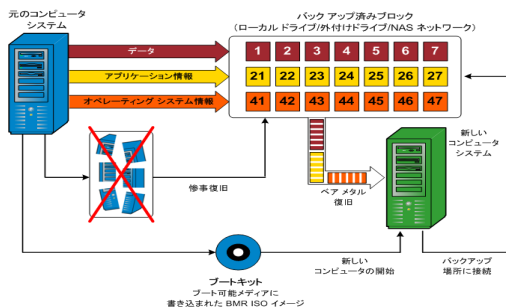 元のコンピュータ
システム
バック アップ済みブロック
(ローカル ドライブ/外付けドライブ/NAS ネットワーク)
データ
1 2 3 4 5 6 7
アプリケーション情報
21 22 23 24 25 26 27
オペレーティング システム情報
41 42 43 44 45 46 47
新しい
コンピュータ
システム
惨事復旧
ベア メタル
復旧
ブートキット
ブート可能メディアに
書き込まれた BMR ISO イメージ
新しい
コンピュータの開始
バックアップ
場所に接続